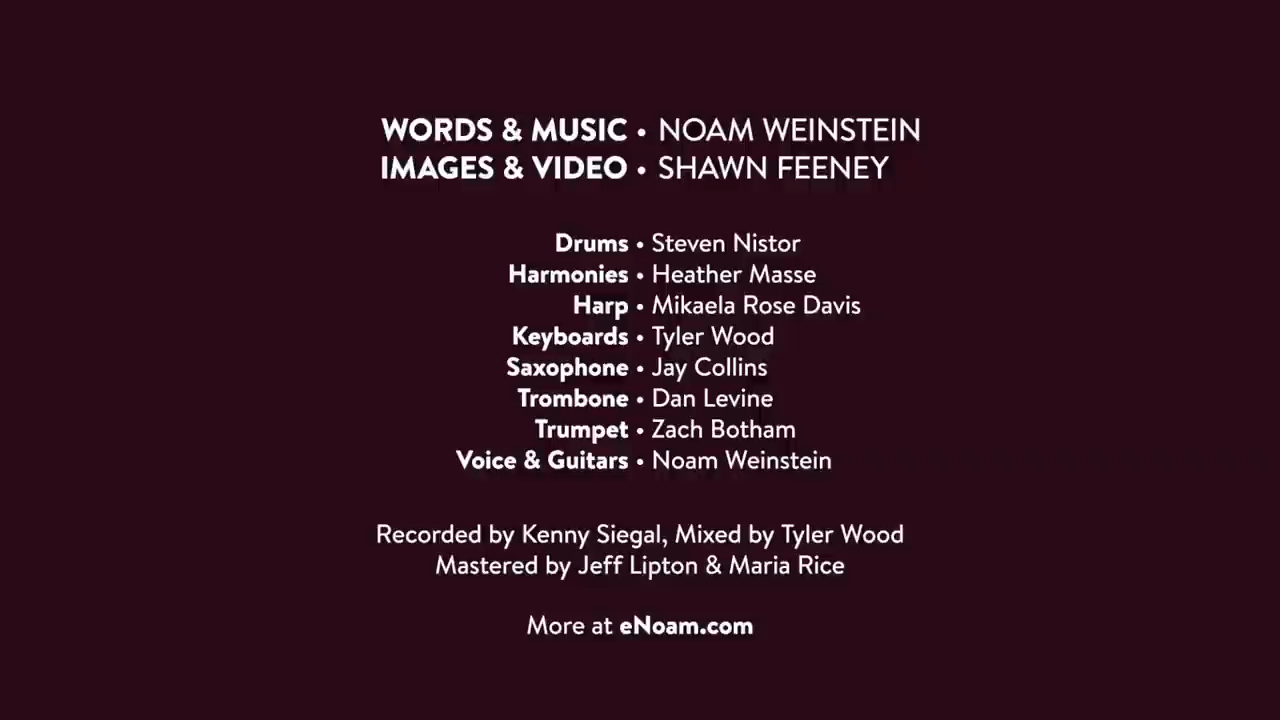 WORDS & MUSIC • NOAM WEINSTEIN
IMAGES & VIDEO • SHAWN FEENEY
Drums • Steven Nistor
Harmonies • Heather Masse
Harp • Mikaela Rose Davis
Keyboards • Tyler Wood
Saxophone • Jay Collins
Trombone • Dan Levine
Trumpet • Zach Botham
Voice & Guitars • Noam Weinstein
Recorded by Kenny Siegal, Mixed by Tyler Wood
Mastered by Jeff Lipton & Maria Rice
More at eNoam.com